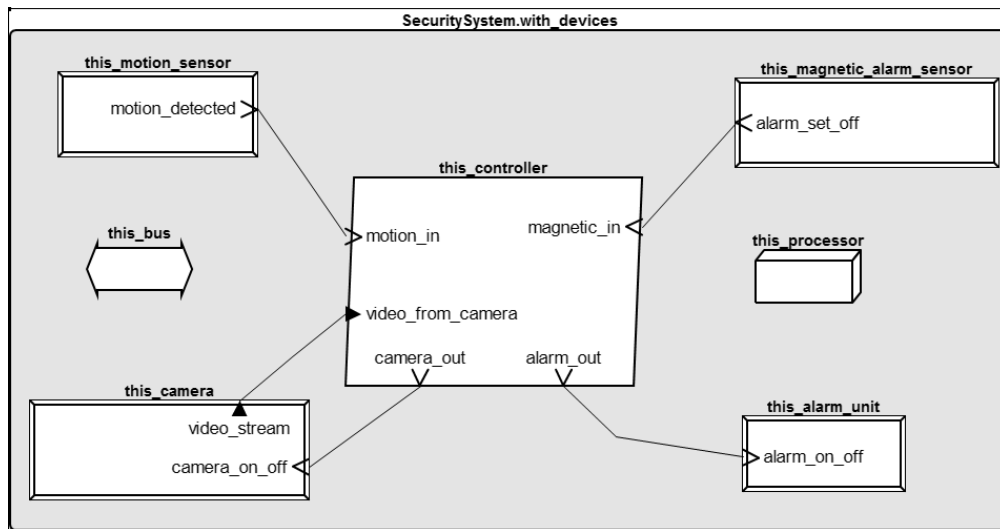 SecuritySystem.with_devices
this_motion_sensor
motion_detected
this_magnetic_alarm_sensor
alarm_set_off
this_controller
motion_in
magnetic_in
video_from_camera
camera_out
alarm_out
this_bus
this_processor
this_camera
video_stream
camera_on_off
this_alarm_unit
alarm_on_off